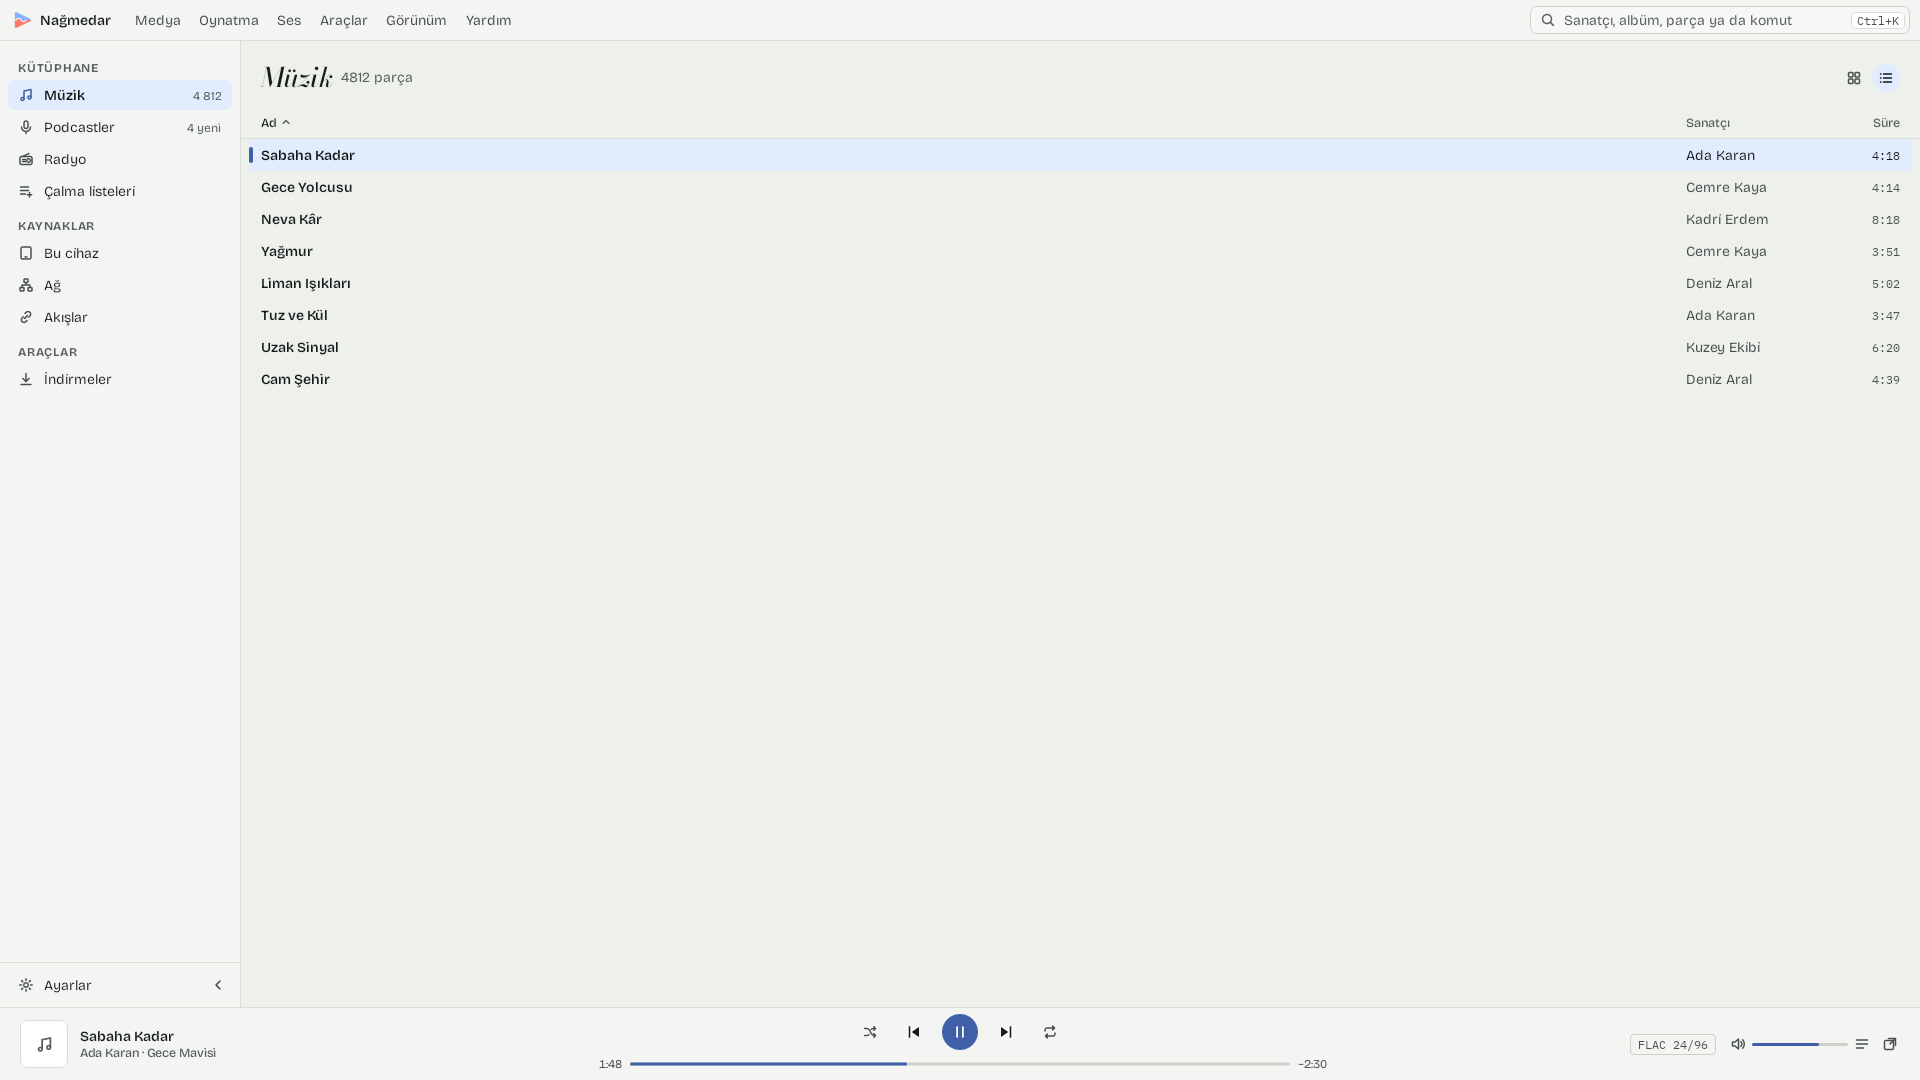 Nağmedar Medya Oynatma Ses Araçlar Görünüm Yardım Sanatçı, albüm, parça ya da komut Ctrl+K
KÜTÜPHANE
Müzik 4 812
Podcastler 4 yeni
Radyo
Çalma listeleri
KAYNAKLAR
Bu cihaz
Ağ
Akışlar
ARAÇLAR
İndirmeler
Ayarlar
Müzik 4812 parça
Ad Sanatçı Süre
Sabaha Kadar Ada Karan 4:18
Gece Yolcusu Cemre Kaya 4:14
Neva Kâr Kadri Erdem 8:18
Yağmur Cemre Kaya 3:51
Liman Işıkları Deniz Aral 5:02
Tuz ve Kül Ada Karan 3:47
Uzak Sinyal Kuzey Ekibi 6:20
Cam Şehir Deniz Aral 4:39
Sabaha Kadar
Ada Karan · Gece Mavisi
1:48 −2:30
FLAC 24/96